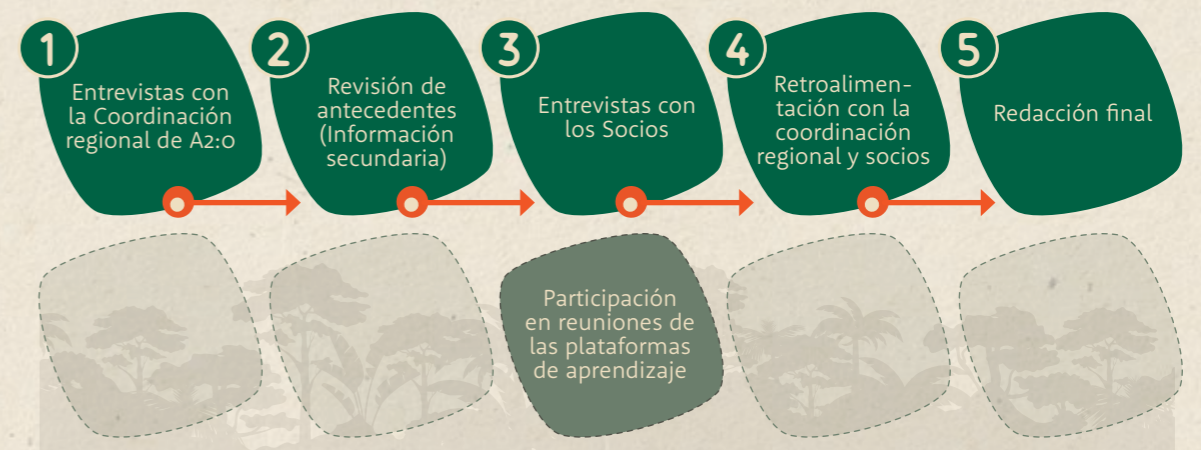 1
Entrevistas con
la Coordinación
regional de A2:0
2
Revisión de
antecedentes
(Información
secundaria)
3
Entrevistas con
los Socios
4
Retroalimen-
tación con la
coordinación
regional y socios
5
Redacción final
Participación
en reuniones de
las plataformas
de aprendizaje